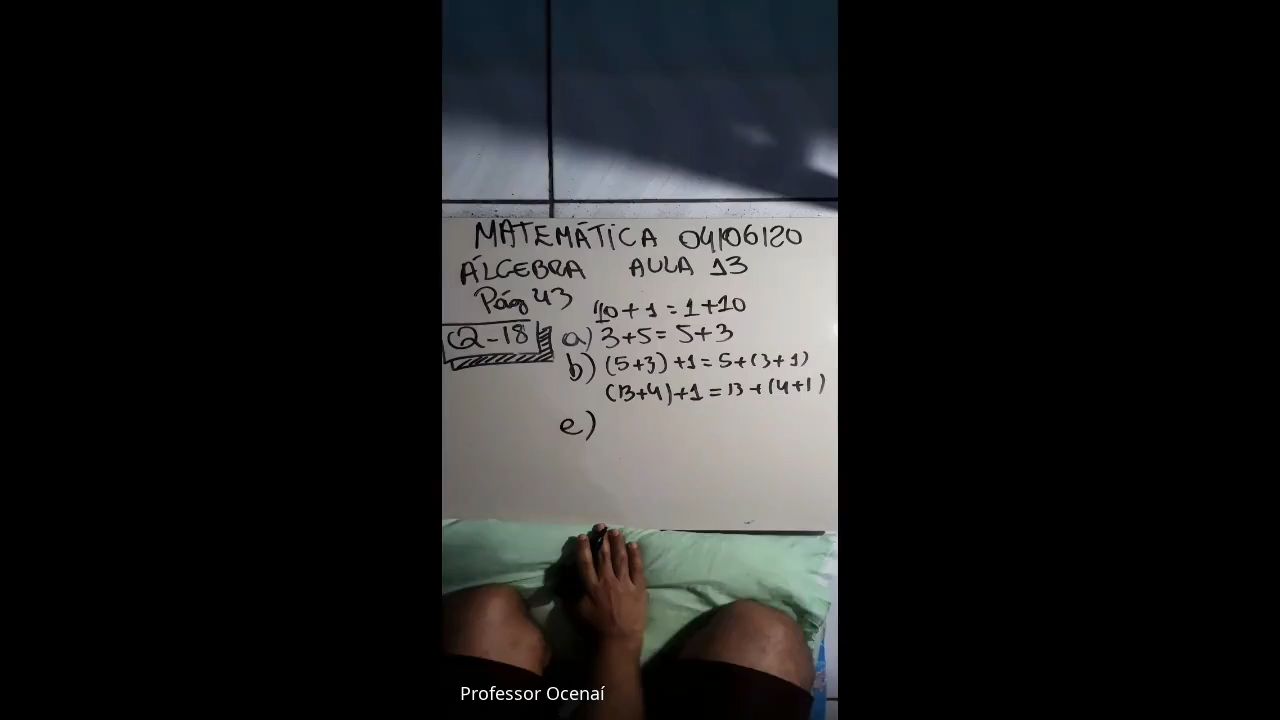 MATEMÁTICA 04/06/20
ÁLGEBRA AULA 13
Pág 43
10+1=1+10
Q-18
a) 3+5=5+3
b) (5+3)+1=5+(3+1)
(13+4)+1=13+(4+1)
e)
Professor Ocenaí